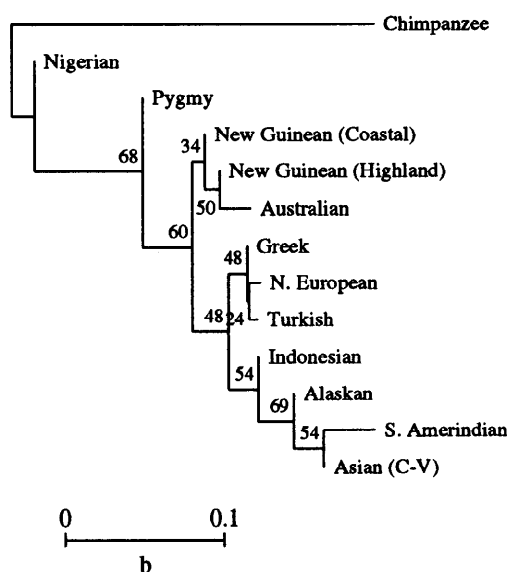 Chimpanzee
Nigerian
Pygmy
68
New Guinean (Coastal)
34
New Guinean (Highland)
50
Australian
60
Greek
48
N. European
48
24
Turkish
Indonesian
54
Alaskan
69
54
S. Amerindian
Asian (C-V)
0 0.1
b